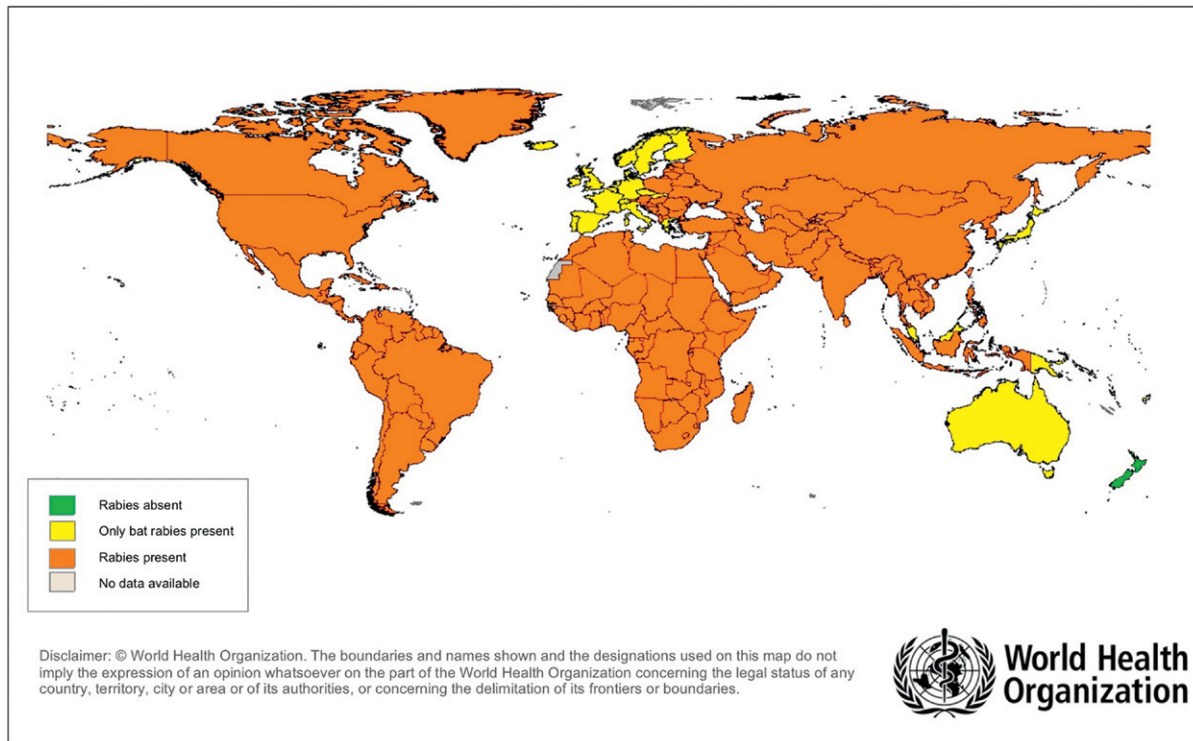 Rabies absent
Only bat rabies present
Rabies present
No data available
Disclaimer: © World Health Organization. The boundaries and names shown and the designations used on this map do not
imply the expression of an opinion whatsoever on the part of the World Health Organization concerning the legal status of any
country, territory, city or area or of its authorities, or concerning the delimitation of its frontiers or boundaries.
World Health
Organization